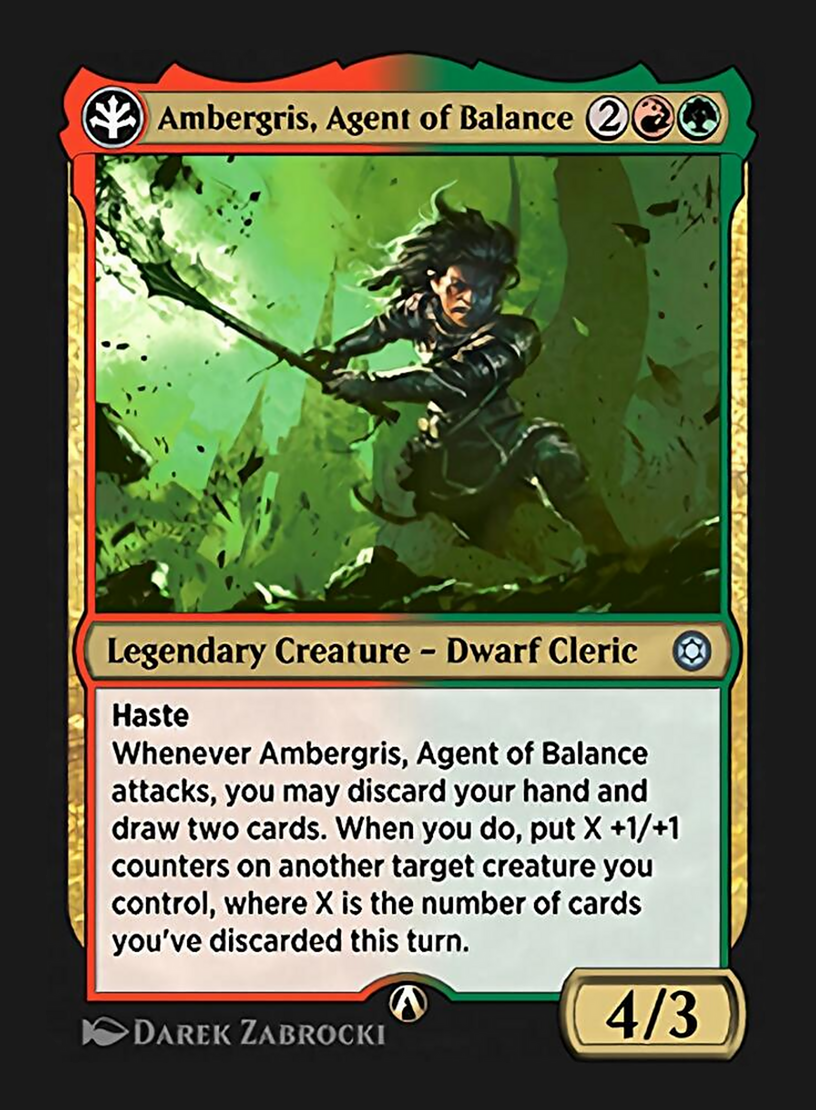 Ambergris, Agent of Balance 2
Legendary Creature – Dwarf Cleric
Haste
Whenever Ambergris, Agent of Balance
attacks, you may discard your hand and
draw two cards. When you do, put X +1/+1
counters on another target creature you
control, where X is the number of cards
you've discarded this turn.
4/3
DAREK ZABROCKI